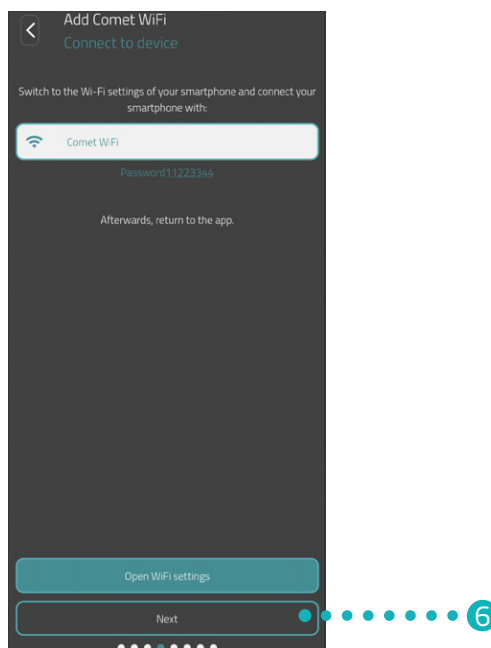 Add Comet WiFi
Connect to device
Switch to the Wi-Fi settings of your smartphone and connect your
smartphone with:
Comet WiFi
Password11223344
Afterwards, return to the app.
Open WiFi settings
Next
6